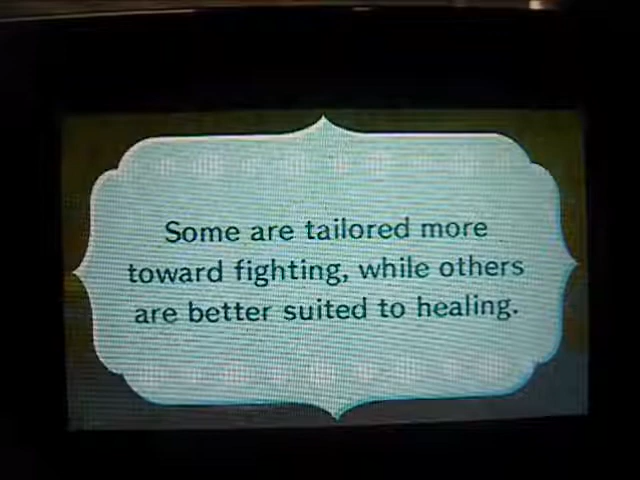 Some are tailored more
toward fighting, while others
are better suited to healing.